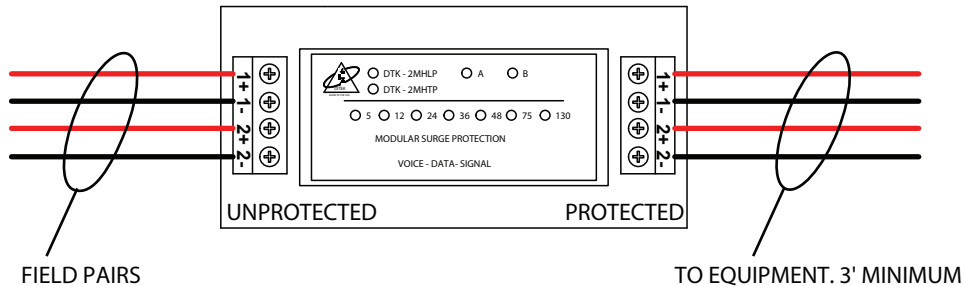 DTK - 2MHLP A B
DTK - 2MHTP
5 12 24 36 48 75 130
MODULAR SURGE PROTECTION
VOICE - DATA- SIGNAL
1+
1-
2+
2-
1+
1-
2+
2-
UNPROTECTED
PROTECTED
FIELD PAIRS
TO EQUIPMENT. 3' MINIMUM